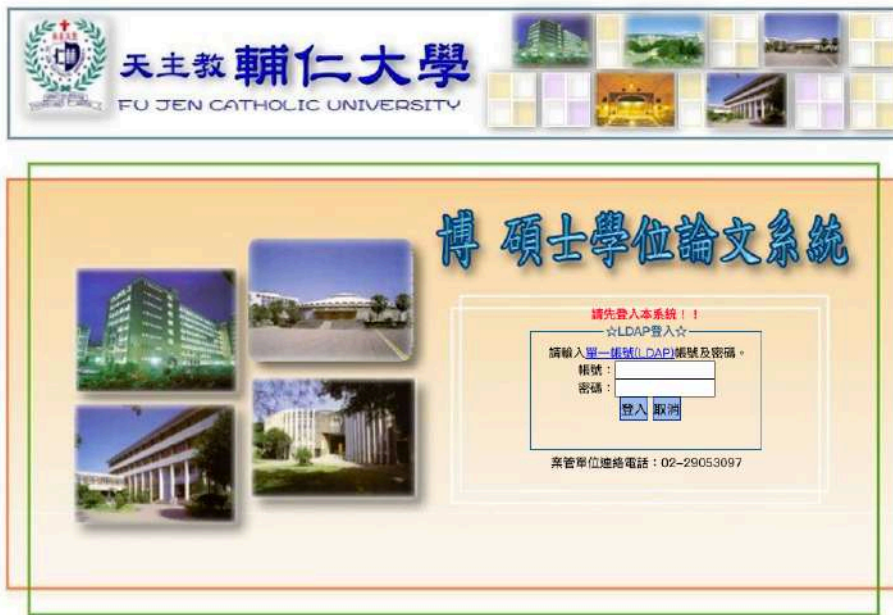 天主教 輔仁大學
FU JEN CATHOLIC UNIVERSITY
博 碩士學位論文系統
請先登入本系統！！
☆LDAP登入☆
請輸入單一帳號(LDAP)帳號及密碼。
帳號：
密碼：
登入 取消
業管單位連絡電話：02-29053097